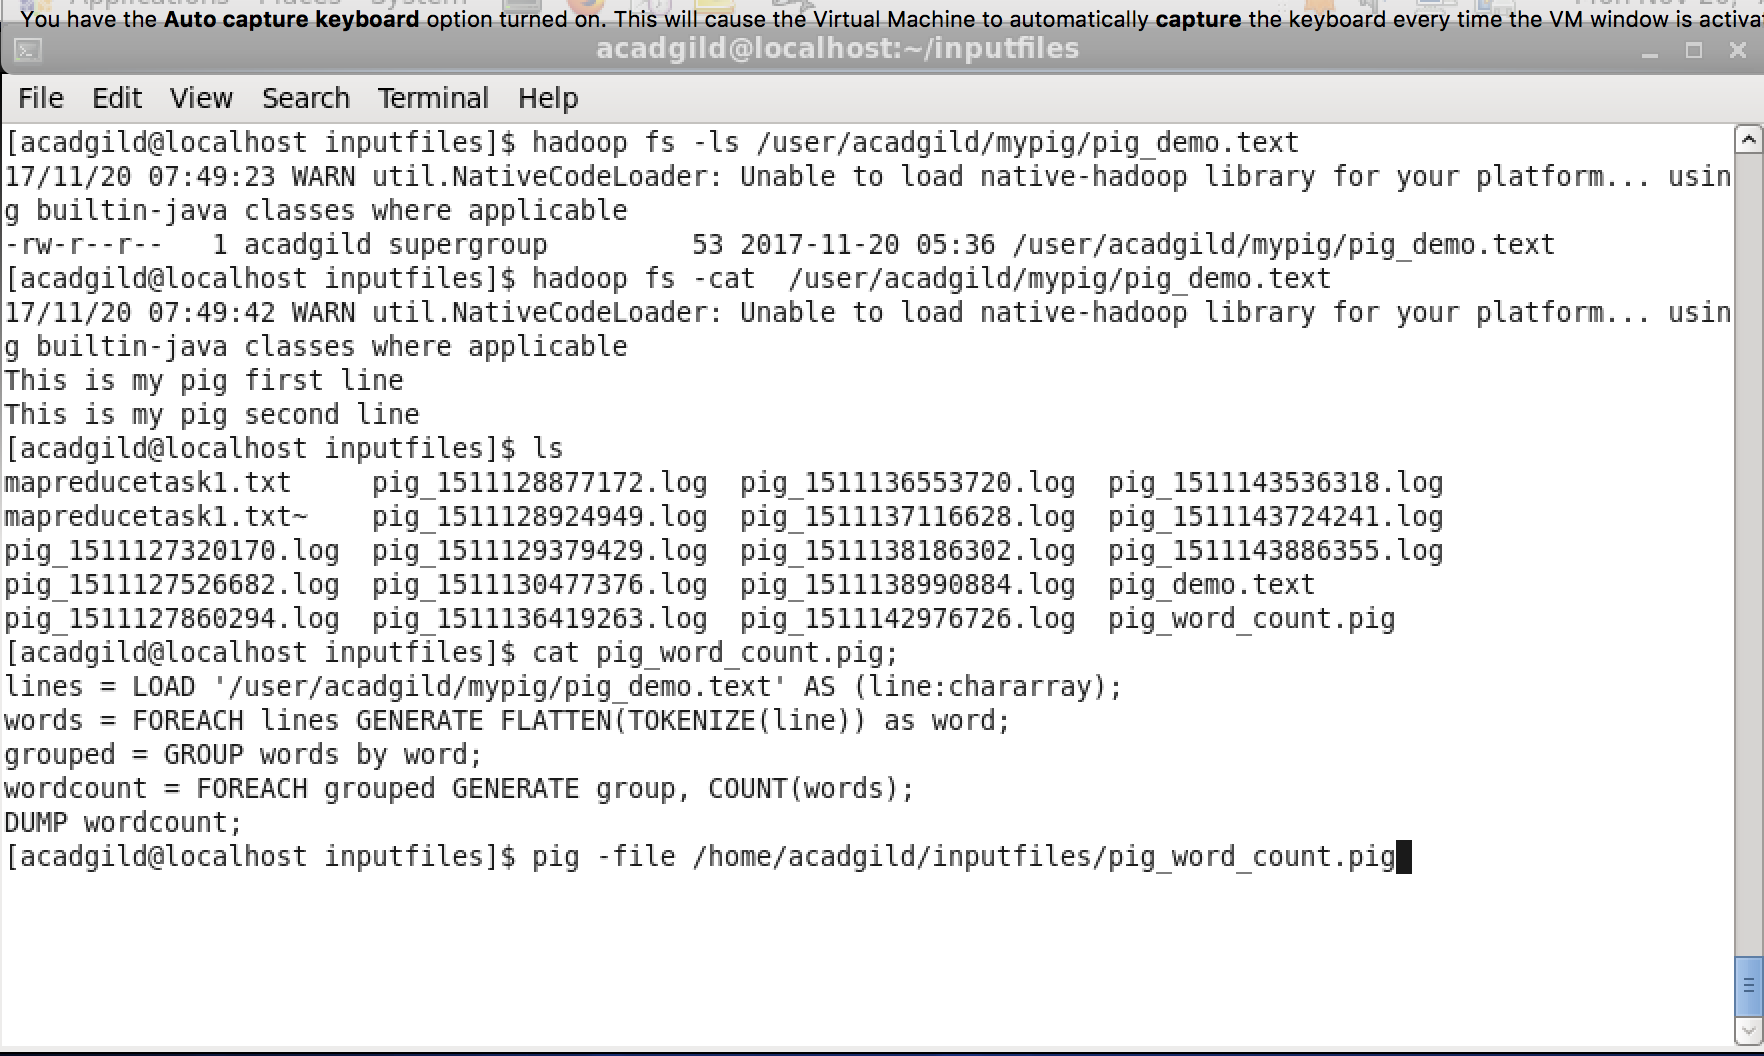 You have the Auto capture keyboard option turned on. This will cause the Virtual Machine to automatically capture the keyboard every time the VM window is activa
acadgild@localhost:~/inputfiles
File Edit View Search Terminal Help
[acadgild@localhost inputfiles]$ hadoop fs -ls /user/acadgild/mypig/pig_demo.text
17/11/20 07:49:23 WARN util.NativeCodeLoader: Unable to load native-hadoop library for your platform... usin
g builtin-java classes where applicable
-rw-r--r--   1 acadgild supergroup         53 2017-11-20 05:36 /user/acadgild/mypig/pig_demo.text
[acadgild@localhost inputfiles]$ hadoop fs -cat  /user/acadgild/mypig/pig_demo.text
17/11/20 07:49:42 WARN util.NativeCodeLoader: Unable to load native-hadoop library for your platform... usin
g builtin-java classes where applicable
This is my pig first line
This is my pig second line
[acadgild@localhost inputfiles]$ ls
mapreducetask1.txt     pig_1511128877172.log  pig_1511136553720.log  pig_1511143536318.log
mapreducetask1.txt~    pig_1511128924949.log  pig_1511137116628.log  pig_1511143724241.log
pig_1511127320170.log  pig_1511129379429.log  pig_1511138186302.log  pig_1511143886355.log
pig_1511127526682.log  pig_1511130477376.log  pig_1511138990884.log  pig_demo.text
pig_1511127860294.log  pig_1511136419263.log  pig_1511142976726.log  pig_word_count.pig
[acadgild@localhost inputfiles]$ cat pig_word_count.pig;
lines = LOAD '/user/acadgild/mypig/pig_demo.text' AS (line:chararray);
words = FOREACH lines GENERATE FLATTEN(TOKENIZE(line)) as word;
grouped = GROUP words by word;
wordcount = FOREACH grouped GENERATE group, COUNT(words);
DUMP wordcount;
[acadgild@localhost inputfiles]$ pig -file /home/acadgild/inputfiles/pig_word_count.pig